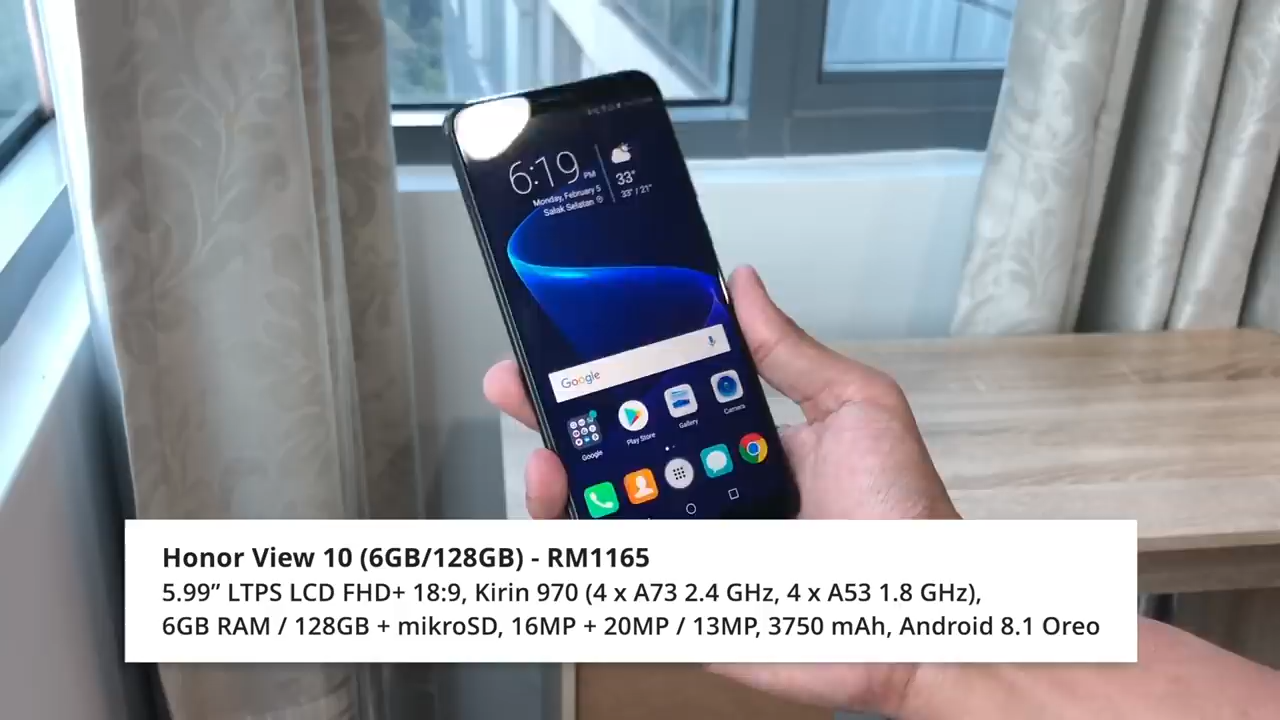 6:19 PM
Monday, February 5
Salak Selatan
33°
33° / 21°
Google
Google
Play Store
Gallery
Camera
Honor View 10 (6GB/128GB) - RM1165
5.99” LTPS LCD FHD+ 18:9, Kirin 970 (4 x A73 2.4 GHz, 4 x A53 1.8 GHz),
6GB RAM / 128GB + mikroSD, 16MP + 20MP / 13MP, 3750 mAh, Android 8.1 Oreo